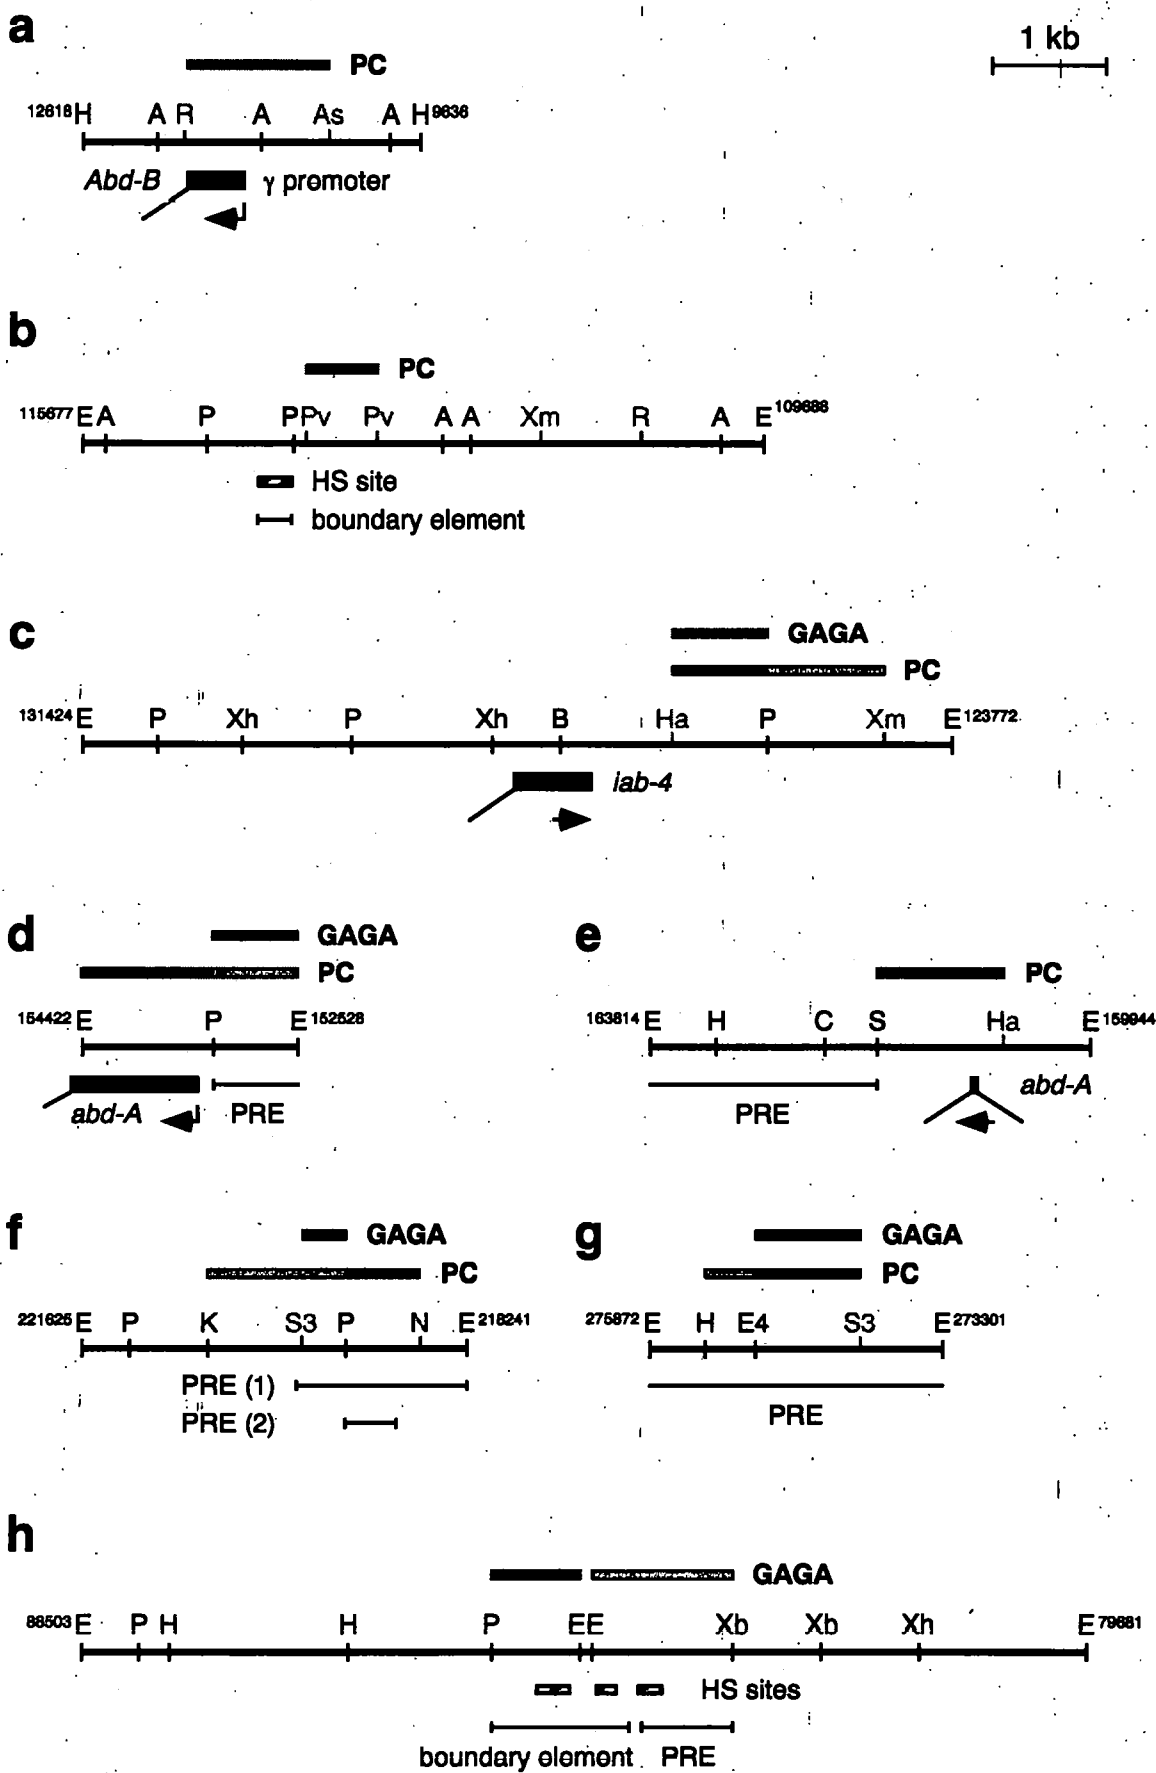 a
1 kb
PC
12618 H A R A As A H 9636
Abd-B γ promoter
b
PC
115677 E A P P Pv Pv A A Xm R A E 109686
HS site
boundary element
c
GAGA
PC
131424 E P Xh P Xh B Ha P Xm E 123772
iab-4
d
GAGA
PC
154422 E P E 152528
abd-A PRE
e
PC
163814 E H C S Ha E 159944
abd-A
PRE
f
GAGA
PC
221625 E P K S3 P N E 218241
PRE (1)
PRE (2)
g
GAGA
PC
275872 E H E4 S3 E 273301
PRE
h
GAGA
88503 E P H H P E E Xb Xb Xh E 79681
HS sites
boundary element PRE